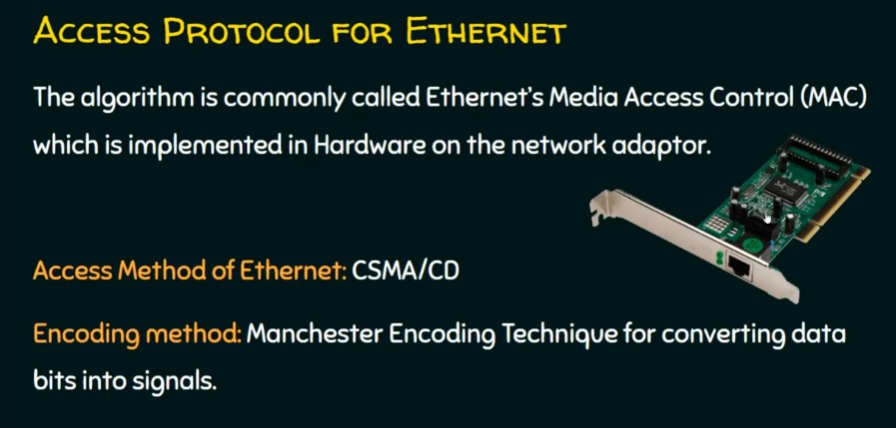 Access Protocol for Ethernet
The algorithm is commonly called Ethernet's Media Access Control (MAC)
which is implemented in Hardware on the network adaptor.
Access Method of Ethernet: CSMA/CD
Encoding method: Manchester Encoding Technique for converting data
bits into signals.